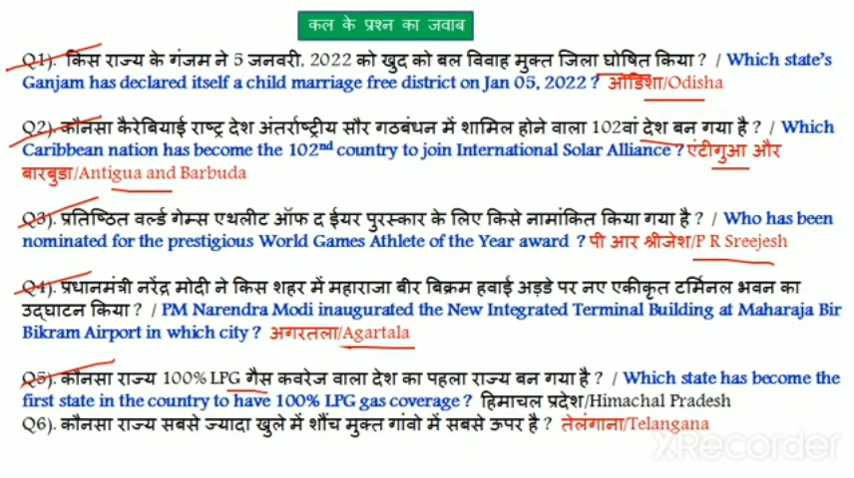 कल के प्रश्न का जवाब
Q1). किस राज्य के गंजम ने 5 जनवरी, 2022 को खुद को बल विवाह मुक्त जिला घोषित किया ? / Which state's
Ganjam has declared itself a child marriage free district on Jan 05, 2022 ? ओडिशा/Odisha
Q2). कौनसा कैरेबियाई राष्ट्र देश अंतर्राष्ट्रीय सौर गठबंधन में शामिल होने वाला 102वां देश बन गया है ? / Which
Caribbean nation has become the 102nd country to join International Solar Alliance ? एंटीगुआ और
बारबुडा/Antigua and Barbuda
Q3). प्रतिष्ठित वर्ल्ड गेम्स एथलीट ऑफ द ईयर पुरस्कार के लिए किसे नामांकित किया गया है ? / Who has been
nominated for the prestigious World Games Athlete of the Year award ? पी आर श्रीजेश/P R Sreejesh
Q4). प्रधानमंत्री नरेंद्र मोदी ने किस शहर में महाराजा बीर बिक्रम हवाई अड्डे पर नए एकीकृत टर्मिनल भवन का
उद्घाटन किया ? / PM Narendra Modi inaugurated the New Integrated Terminal Building at Maharaja Bir
Bikram Airport in which city ? अगरतला/Agartala
Q5). कौनसा राज्य 100% LPG गैस कवरेज वाला देश का पहला राज्य बन गया है ? / Which state has become the
first state in the country to have 100% LPG gas coverage ? हिमाचल प्रदेश/Himachal Pradesh
Q6). कौनसा राज्य सबसे ज्यादा खुले में शौंच मुक्त गांवो में सबसे ऊपर है ? तेलंगाना/Telangana
XRecorder